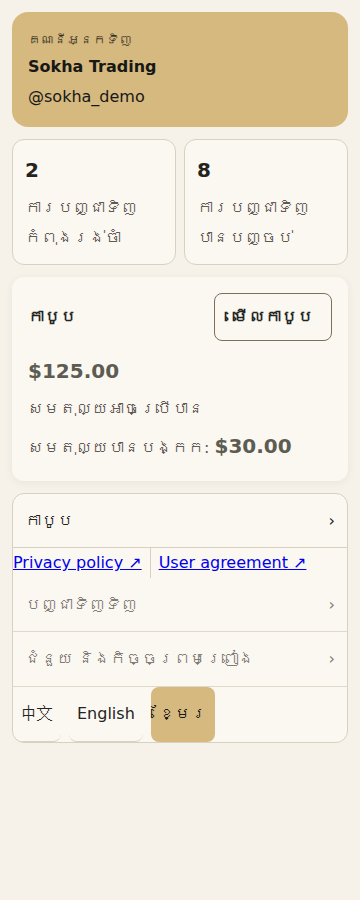 គណនីអ្នកទិញ
Sokha Trading
@sokha_demo
2
ការបញ្ជាទិញ
កំពុងរង់ចាំ
8
ការបញ្ជាទិញ
បានបញ្ចប់
កាបូប
មើលកាបូប
$125.00
សមតុល្យអាចប្រើបាន
សមតុល្យបានបង្កក: $30.00
កាបូប ›
Privacy policy ↗ User agreement ↗
បញ្ជាទិញទិញ ›
ជំនួយ និងកិច្ចព្រមព្រៀង ›
中文 English ខ្មែរ